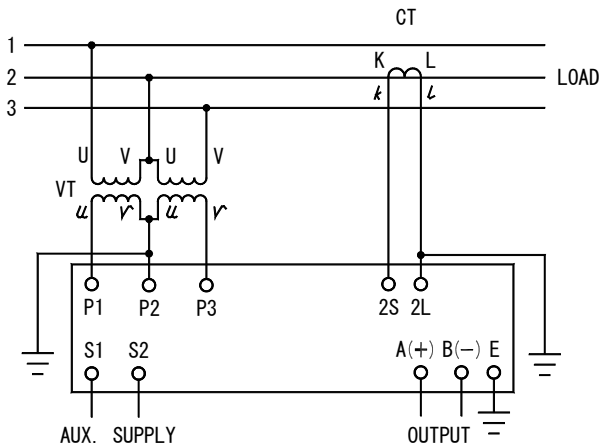 CT
1
K L
2 LOAD
k l
3
U V U V
VT
u v u v
P1 P2 P3 2S 2L
S1 S2 A(+) B(−) E
AUX. SUPPLY OUTPUT